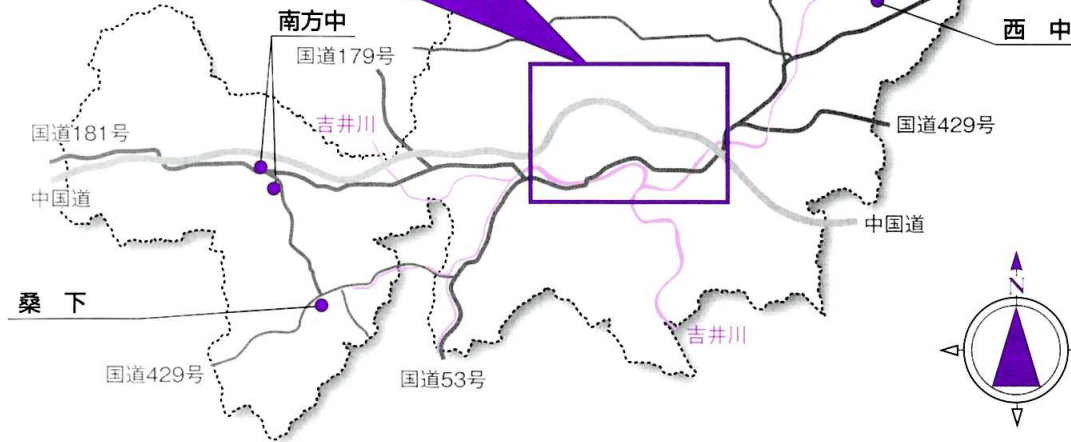 南方中
西 中
国道179号
国道181号
吉井川
国道429号
中国道
中国道
N
桑 下
吉井川
国道429号
国道53号